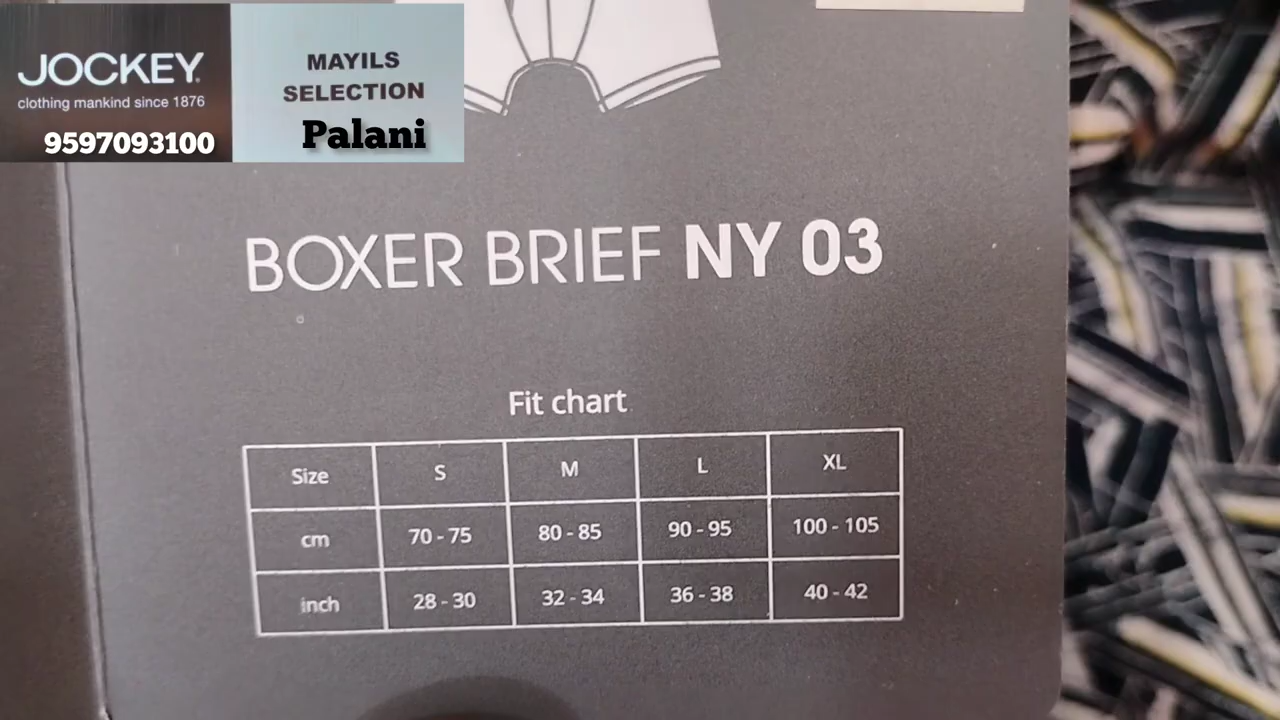 JOCKEY®
clothing mankind since 1876
9597093100
MAYILS
SELECTION
Palani
BOXER BRIEF NY 03
Fit chart
Size S M L XL
cm 70 - 75 80 - 85 90 - 95 100 - 105
inch 28 - 30 32 - 34 36 - 38 40 - 42